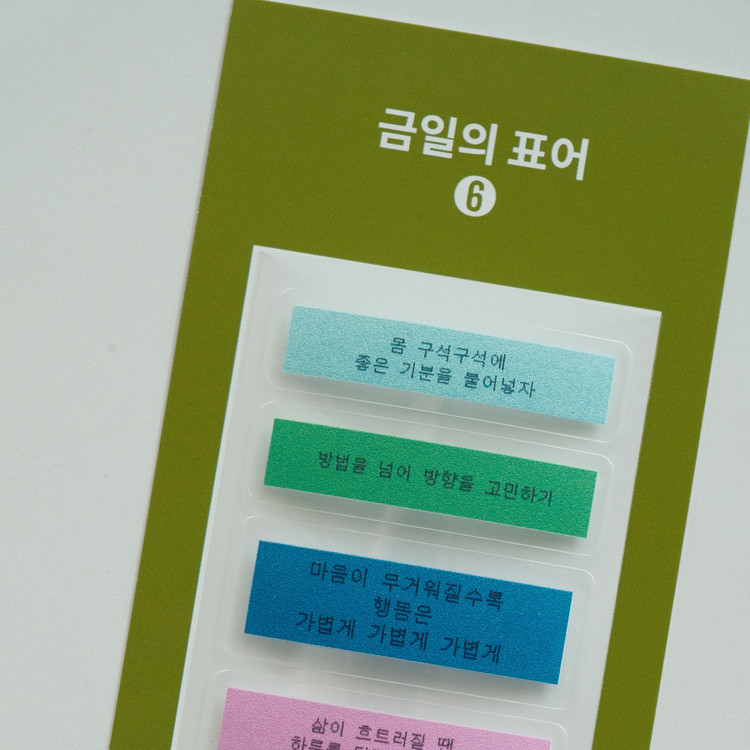 금일의 표어
6
몸 구석구석에
좋은 기분을 불어넣자
방법을 넘어 방향을 고민하기
마음이 무거워질수록
행동은
가볍게 가볍게 가볍게
삶이 흐트러질 땐
하루를